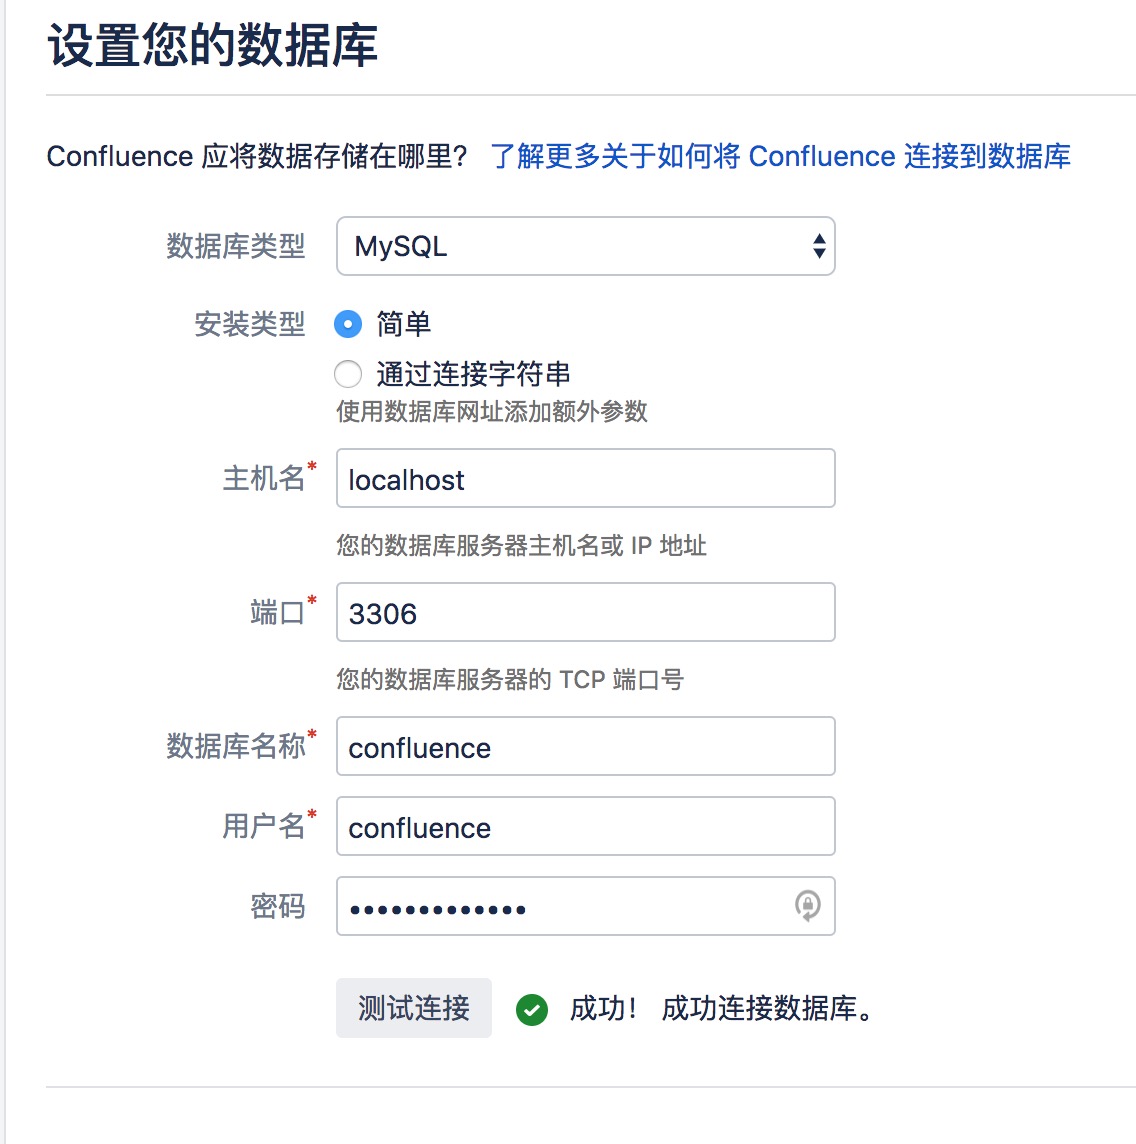 设置您的数据库
Confluence 应将数据存储在哪里？ 了解更多关于如何将 Confluence 连接到数据库
数据库类型 MySQL
安装类型 简单
通过连接字符串
使用数据库网址添加额外参数
主机名* localhost
您的数据库服务器主机名或 IP 地址
端口* 3306
您的数据库服务器的 TCP 端口号
数据库名称* confluence
用户名* confluence
密码 •••••••••••••
测试连接 成功！ 成功连接数据库。